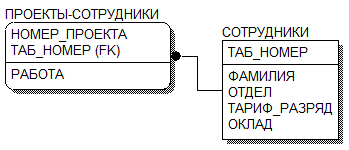 ПРОЕКТЫ-СОТРУДНИКИ
НОМЕР_ПРОЕКТА
ТАБ_НОМЕР (FK)
РАБОТА
СОТРУДНИКИ
ТАБ_НОМЕР
ФАМИЛИЯ
ОТДЕЛ
ТАРИФ_РАЗРЯД
ОКЛАД